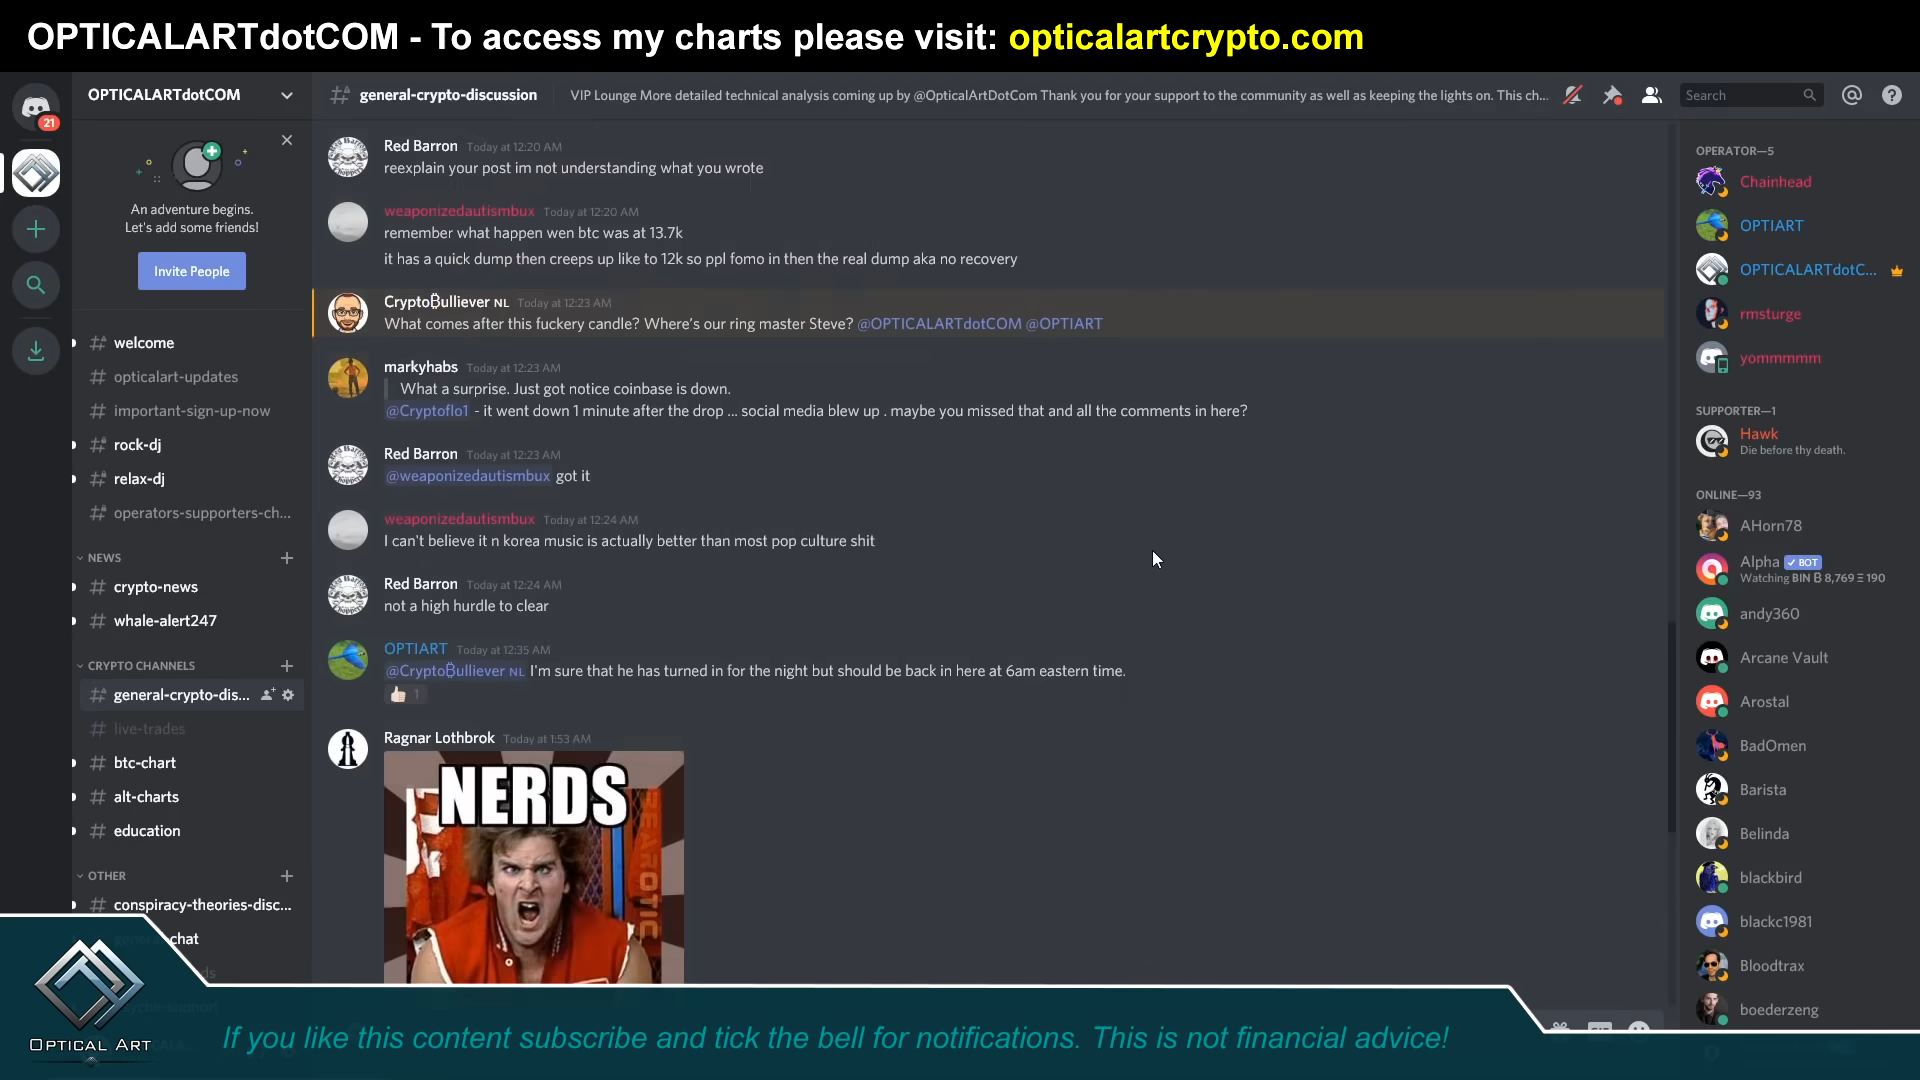 OPTICALARTdotCOM - To access my charts please visit: opticalartcrypto.com
21
OPTICALARTdotCOM
An adventure begins.
Let's add some friends!
Invite People
welcome
opticalart-updates
important-sign-up-now
rock-dj
relax-dj
operators-supporters-ch...
NEWS
crypto-news
whale-alert247
CRYPTO CHANNELS
general-crypto-dis...
live-trades
btc-chart
alt-charts
education
OTHER
conspiracy-theories-disc...
chat
general-crypto-discussion
VIP Lounge More detailed technical analysis coming up by @OpticalArtDotCom Thank you for your support to the community as well as keeping the lights on. This ch...
Search
Red Barron Today at 12:20 AM
reexplain your post im not understanding what you wrote
weaponizedautismbux Today at 12:20 AM
remember what happen wen btc was at 13.7k
it has a quick dump then creeps up like to 12k so ppl fomo in then the real dump aka no recovery
Crypto₿ulliever NL Today at 12:23 AM
What comes after this fuckery candle? Where's our ring master Steve? @OPTICALARTdotCOM @OPTIART
markyhabs Today at 12:23 AM
What a surprise. Just got notice coinbase is down.
@Cryptoflo1 - it went down 1 minute after the drop ... social media blew up . maybe you missed that and all the comments in here?
Red Barron Today at 12:23 AM
@weaponizedautismbux got it
weaponizedautismbux Today at 12:24 AM
I can't believe it n korea music is actually better than most pop culture shit
Red Barron Today at 12:24 AM
not a high hurdle to clear
OPTIART Today at 12:35 AM
@Crypto₿ulliever NL I'm sure that he has turned in for the night but should be back in here at 6am eastern time.
1
Ragnar Lothbrok Today at 1:53 AM
NERDS
OPERATOR—5
Chainhead
OPTIART
OPTICALARTdotC...
rmsturge
yommmmm
SUPPORTER—1
Hawk
Die before thy death.
ONLINE—93
AHorn78
Alpha BOT
Watching BIN ₿ 8,769 Ξ 190
andy360
Arcane Vault
Arostal
BadOmen
Barista
Belinda
blackbird
blackc1981
Bloodtrax
boederzeng
OPTICAL ART
If you like this content subscribe and tick the bell for notifications. This is not financial advice!